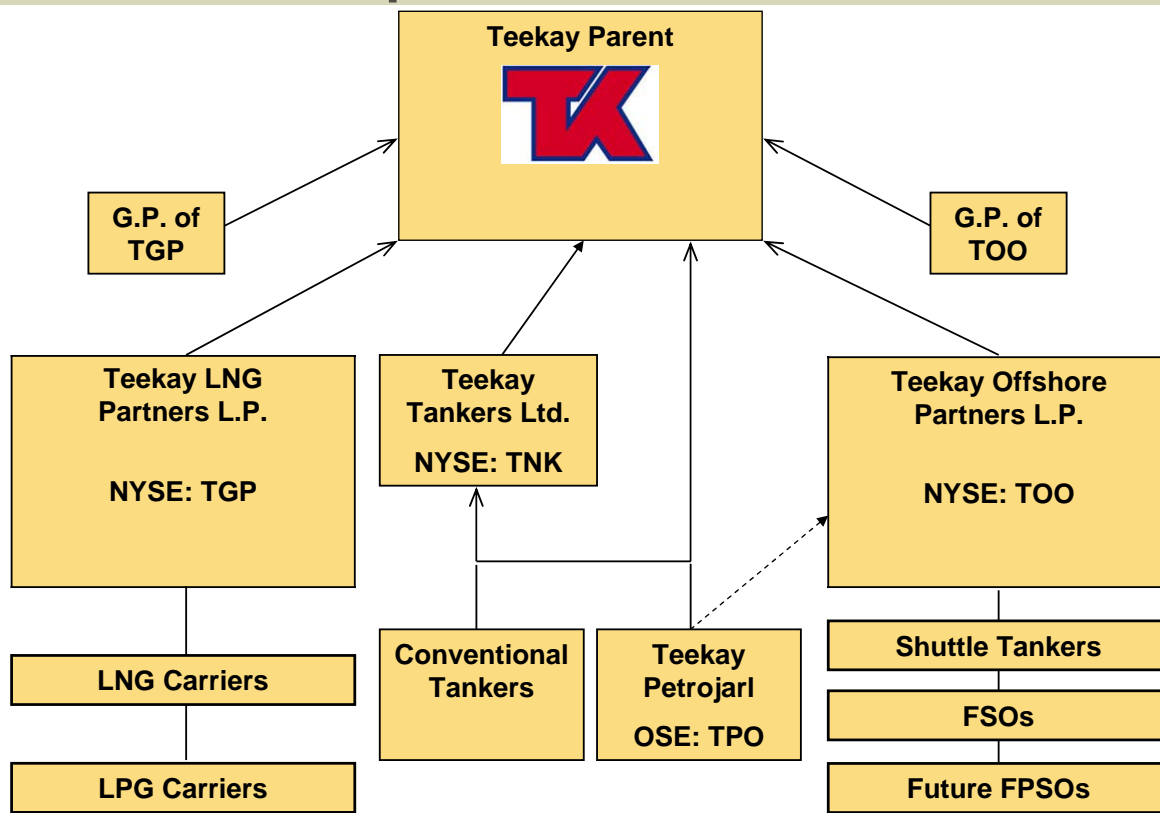 Teekay Parent
TK
G.P. of
TGP
G.P. of
TOO
Teekay LNG
Partners L.P.
NYSE: TGP
Teekay
Tankers Ltd.
NYSE: TNK
Teekay Offshore
Partners L.P.
NYSE: TOO
Conventional
Tankers
Teekay
Petrojarl
OSE: TPO
LNG Carriers
LPG Carriers
Shuttle Tankers
FSOs
Future FPSOs